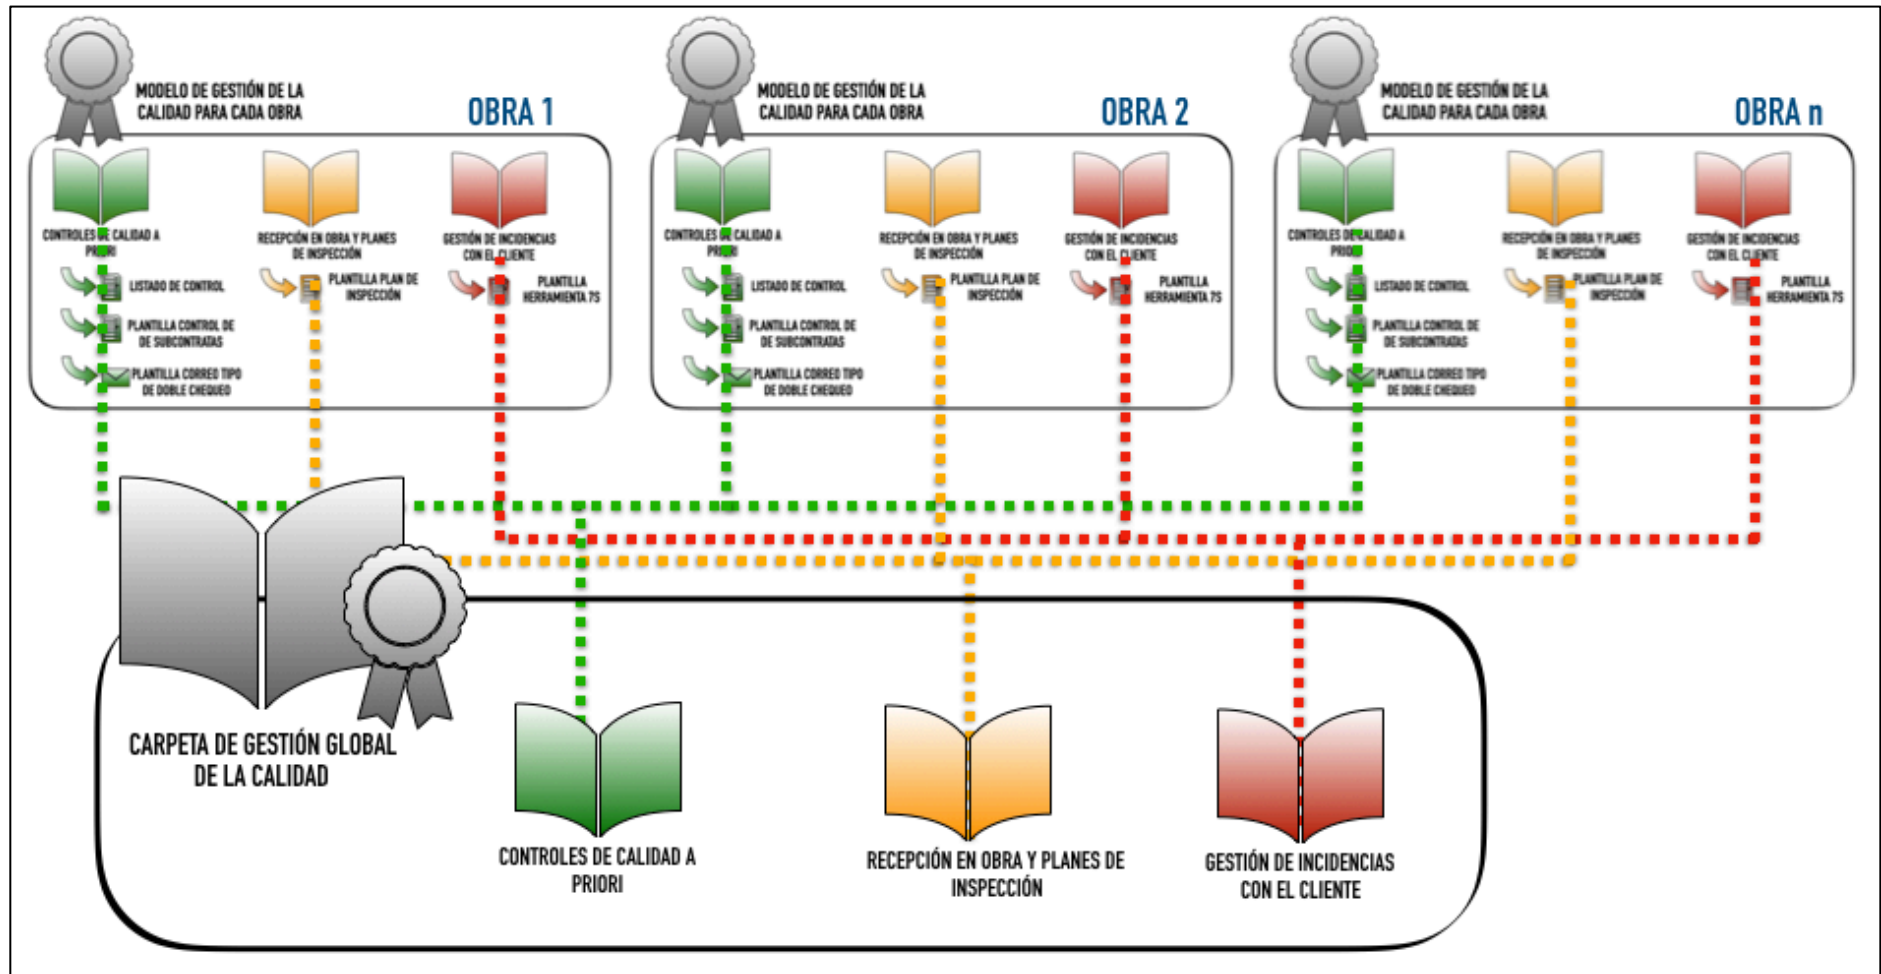 MODELO DE GESTIÓN DE LA
CALIDAD PARA CADA OBRA
OBRA 1
CONTROLES DE CALIDAD A
PRIORI
LISTADO DE CONTROL
PLANTILLA CONTROL DE
DE SUBCONTRATAS
PLANTILLA CORREO TIPO
DE DOBLE CHEQUEO
RECEPCIÓN EN OBRA Y PLANES
DE INSPECCIÓN
PLANTILLA PLAN DE
INSPECCIÓN
GESTIÓN DE INCIDENCIAS
CON EL CLIENTE
PLANTILLA
HERRAMIENTA 7S
MODELO DE GESTIÓN DE LA
CALIDAD PARA CADA OBRA
OBRA 2
CONTROLES DE CALIDAD A
PRIORI
LISTADO DE CONTROL
PLANTILLA CONTROL DE
DE SUBCONTRATAS
PLANTILLA CORREO TIPO
DE DOBLE CHEQUEO
RECEPCIÓN EN OBRA Y PLANES
DE INSPECCIÓN
PLANTILLA PLAN DE
INSPECCIÓN
GESTIÓN DE INCIDENCIAS
CON EL CLIENTE
PLANTILLA
HERRAMIENTA 7S
MODELO DE GESTIÓN DE LA
CALIDAD PARA CADA OBRA
OBRA n
CONTROLES DE CALIDAD A
PRIORI
LISTADO DE CONTROL
PLANTILLA CONTROL DE
DE SUBCONTRATAS
PLANTILLA CORREO TIPO
DE DOBLE CHEQUEO
RECEPCIÓN EN OBRA Y PLANES
DE INSPECCIÓN
PLANTILLA PLAN DE
INSPECCIÓN
GESTIÓN DE INCIDENCIAS
CON EL CLIENTE
PLANTILLA
HERRAMIENTA 7S
CARPETA DE GESTIÓN GLOBAL
DE LA CALIDAD
CONTROLES DE CALIDAD A
PRIORI
RECEPCIÓN EN OBRA Y PLANES DE
INSPECCIÓN
GESTIÓN DE INCIDENCIAS
CON EL CLIENTE